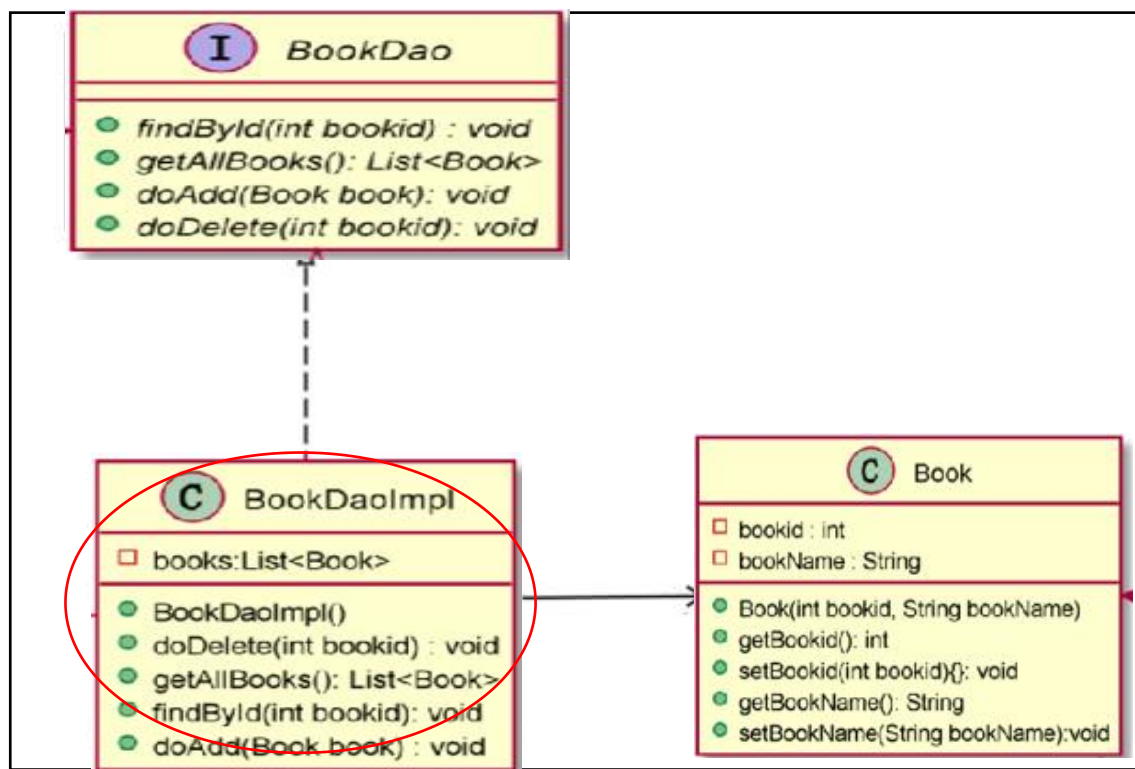 I BookDao
findById(int bookid) : void
getAllBooks(): List<Book>
doAdd(Book book): void
doDelete(int bookid): void
C BookDaoImpl
books:List<Book>
BookDaoImpl()
doDelete(int bookid) : void
getAllBooks(): List<Book>
findById(int bookid): void
doAdd(Book book) : void
C Book
bookid : int
bookName : String
Book(int bookid, String bookName)
getBookid(): int
setBookid(int bookid){}: void
getBookName(): String
setBookName(String bookName):void